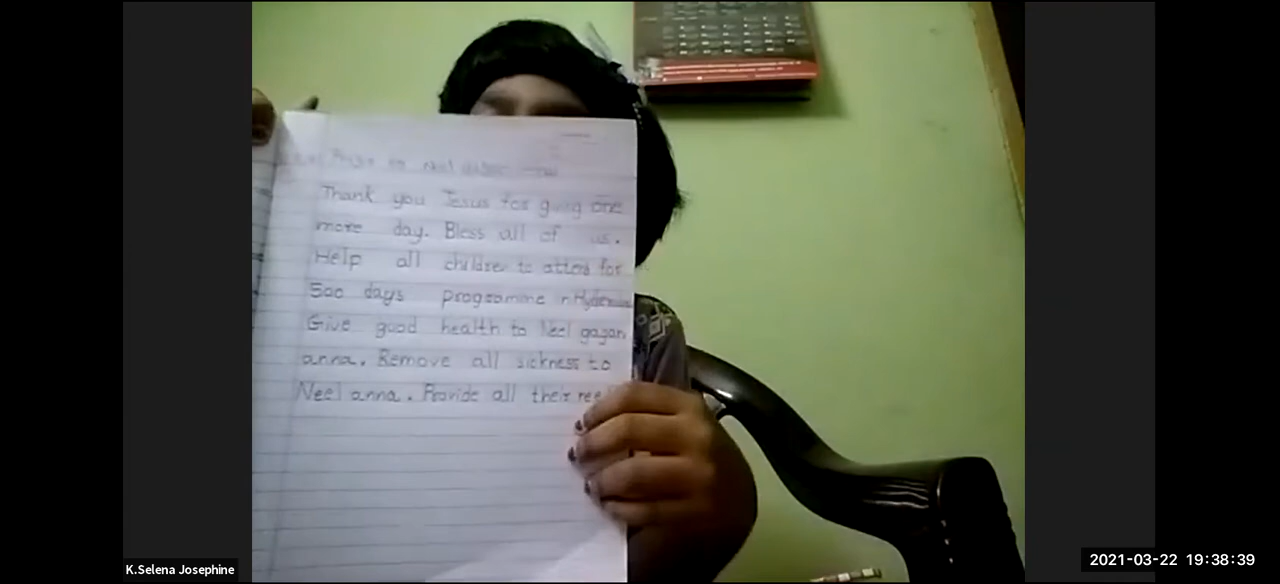 Thank you Jesus for giving one
more day. Bless all of us.
Help all children to attend for
500 days programme in Hyderabad
Give good health to Neel gagan
anna. Remove all sickness to
Neel anna. Provide all their
K.Selena Josephine
2021-03-22 19:38:39